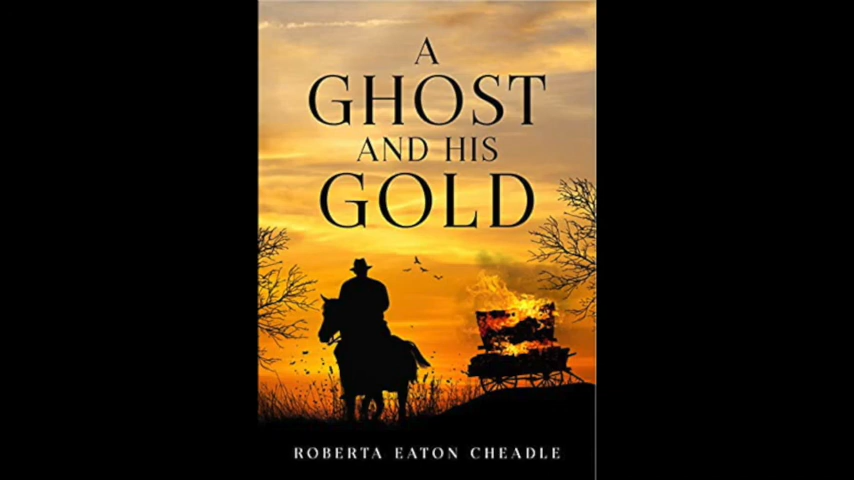 A
GHOST
AND HIS
GOLD
ROBERTA EATON CHEADLE